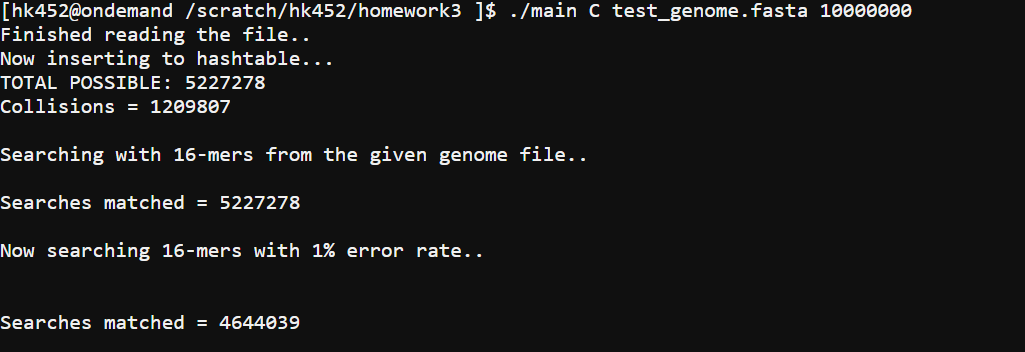 [hk452@ondemand /scratch/hk452/homework3 ]$ ./main C test_genome.fasta 10000000
Finished reading the file..
Now inserting to hashtable...
TOTAL POSSIBLE: 5227278
Collisions = 1209807
Searching with 16-mers from the given genome file..
Searches matched = 5227278
Now searching 16-mers with 1% error rate..
Searches matched = 4644039